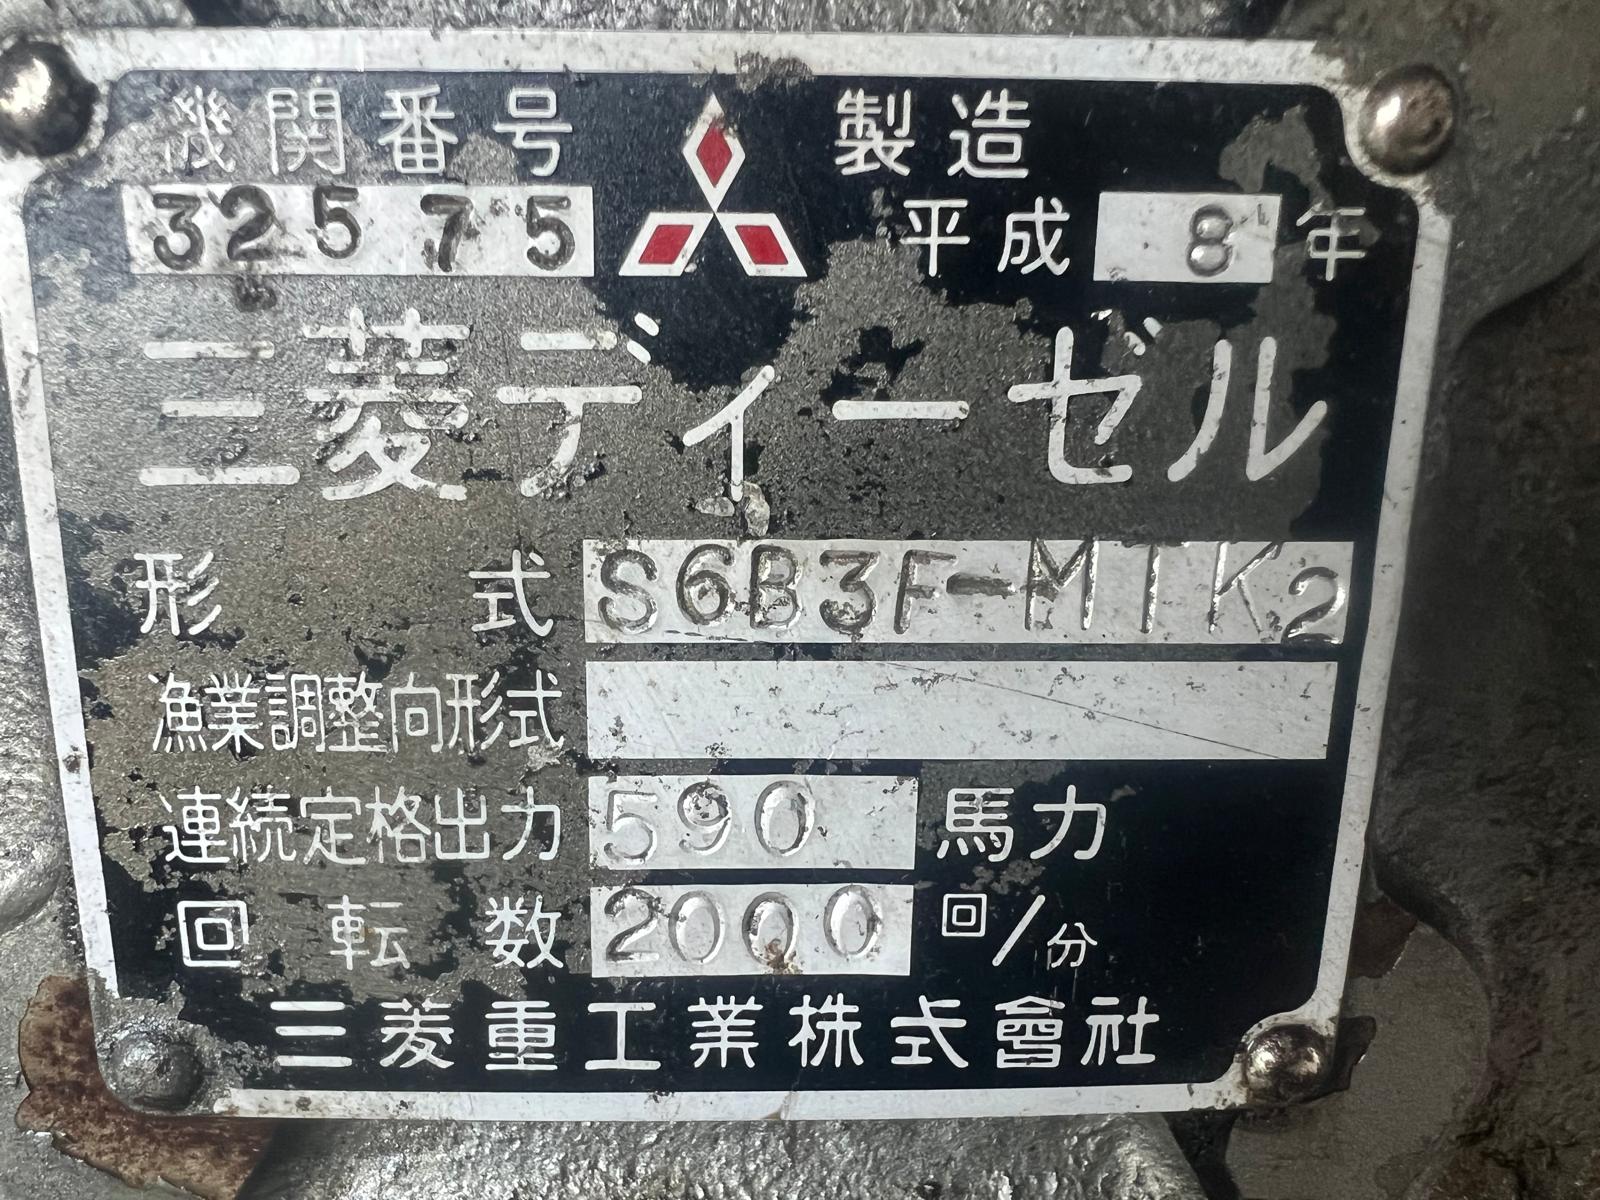 機関番号 製造
32575 平成 8 年
三菱ディーゼル
形 式 S6B3F-MTK2
漁業調整向形式
連続定格出力 590 馬力
回転数 2000 回/分
三菱重工業株式會社